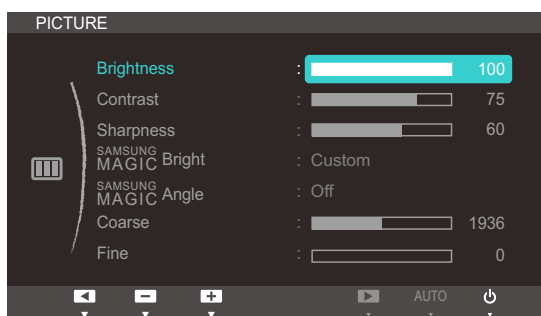 PICTURE
Brightness : 100
Contrast : 75
Sharpness : 60
SAMSUNG MAGIC Bright : Custom
SAMSUNG MAGIC Angle : Off
Coarse : 1936
Fine : 0
AUTO